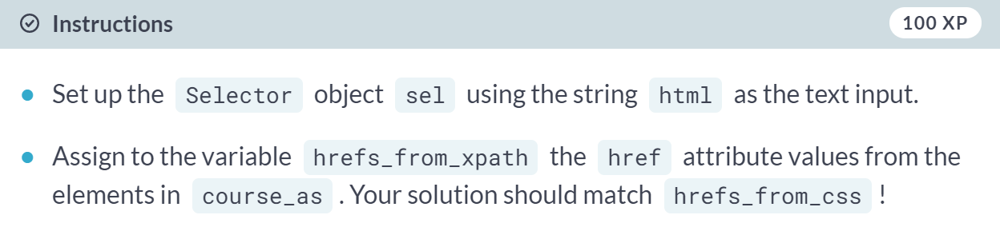 Instructions
100 XP
Set up the Selector object sel using the string html as the text input.
Assign to the variable hrefs_from_xpath the href attribute values from the
elements in course_as . Your solution should match hrefs_from_css !